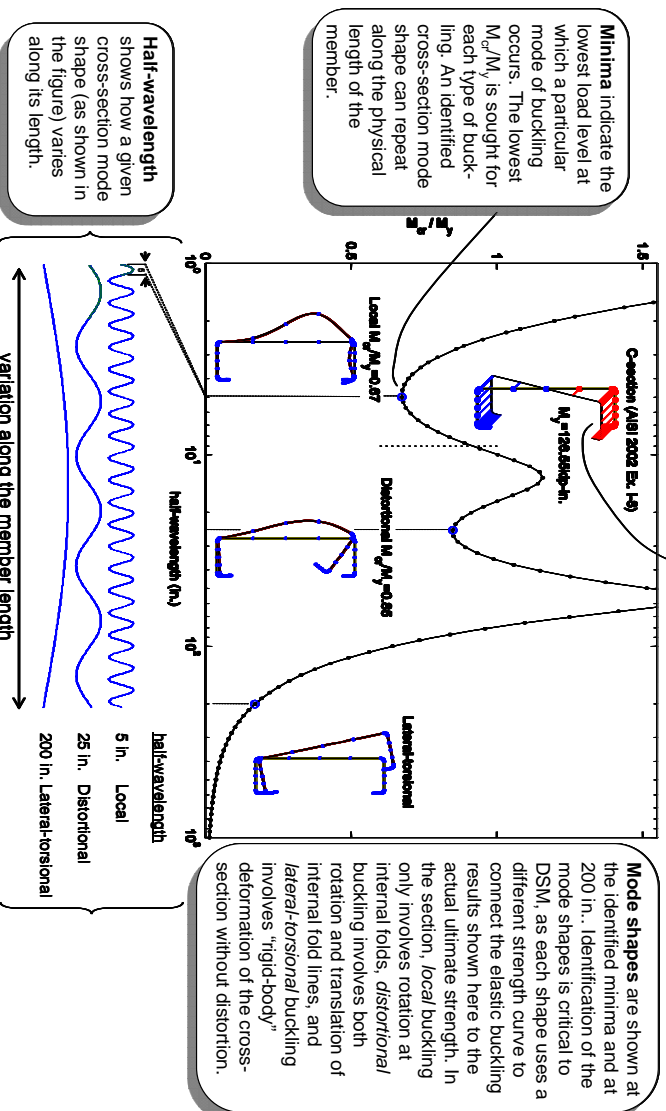 Minima indicate the
lowest load level at
which a particular
mode of buckling
occurs. The lowest
Mcr/My is sought for
each type of buck-
ling. An identified
cross-section mode
shape can repeat
along the physical
length of the
member.
Half-wavelength
shows how a given
cross-section mode
shape (as shown in
the figure) varies
along its length.
Mcr / My
1.5
1
0.5
0
10⁰
10¹
10²
10³
C-section (AISI 2002 Ex. I-8)
My=126.55kip-in.
Local Mcr/My=0.67
Distortional Mcr/My=0.85
Lateral-torsional
half-wavelength (in.)
Mode shapes are shown at
the identified minima and at
200 in.. Identification of the
mode shapes is critical to
DSM, as each shape uses a
different strength curve to
connect the elastic buckling
results shown here to the
actual ultimate strength. In
the section, local buckling
only involves rotation at
internal folds, distortional
buckling involves both
rotation and translation of
internal fold lines, and
lateral-torsional buckling
involves “rigid-body”
deformation of the cross-
section without distortion.
half-wavelength
5 in. Local
25 in. Distortional
200 in. Lateral-torsional
variation along the member length